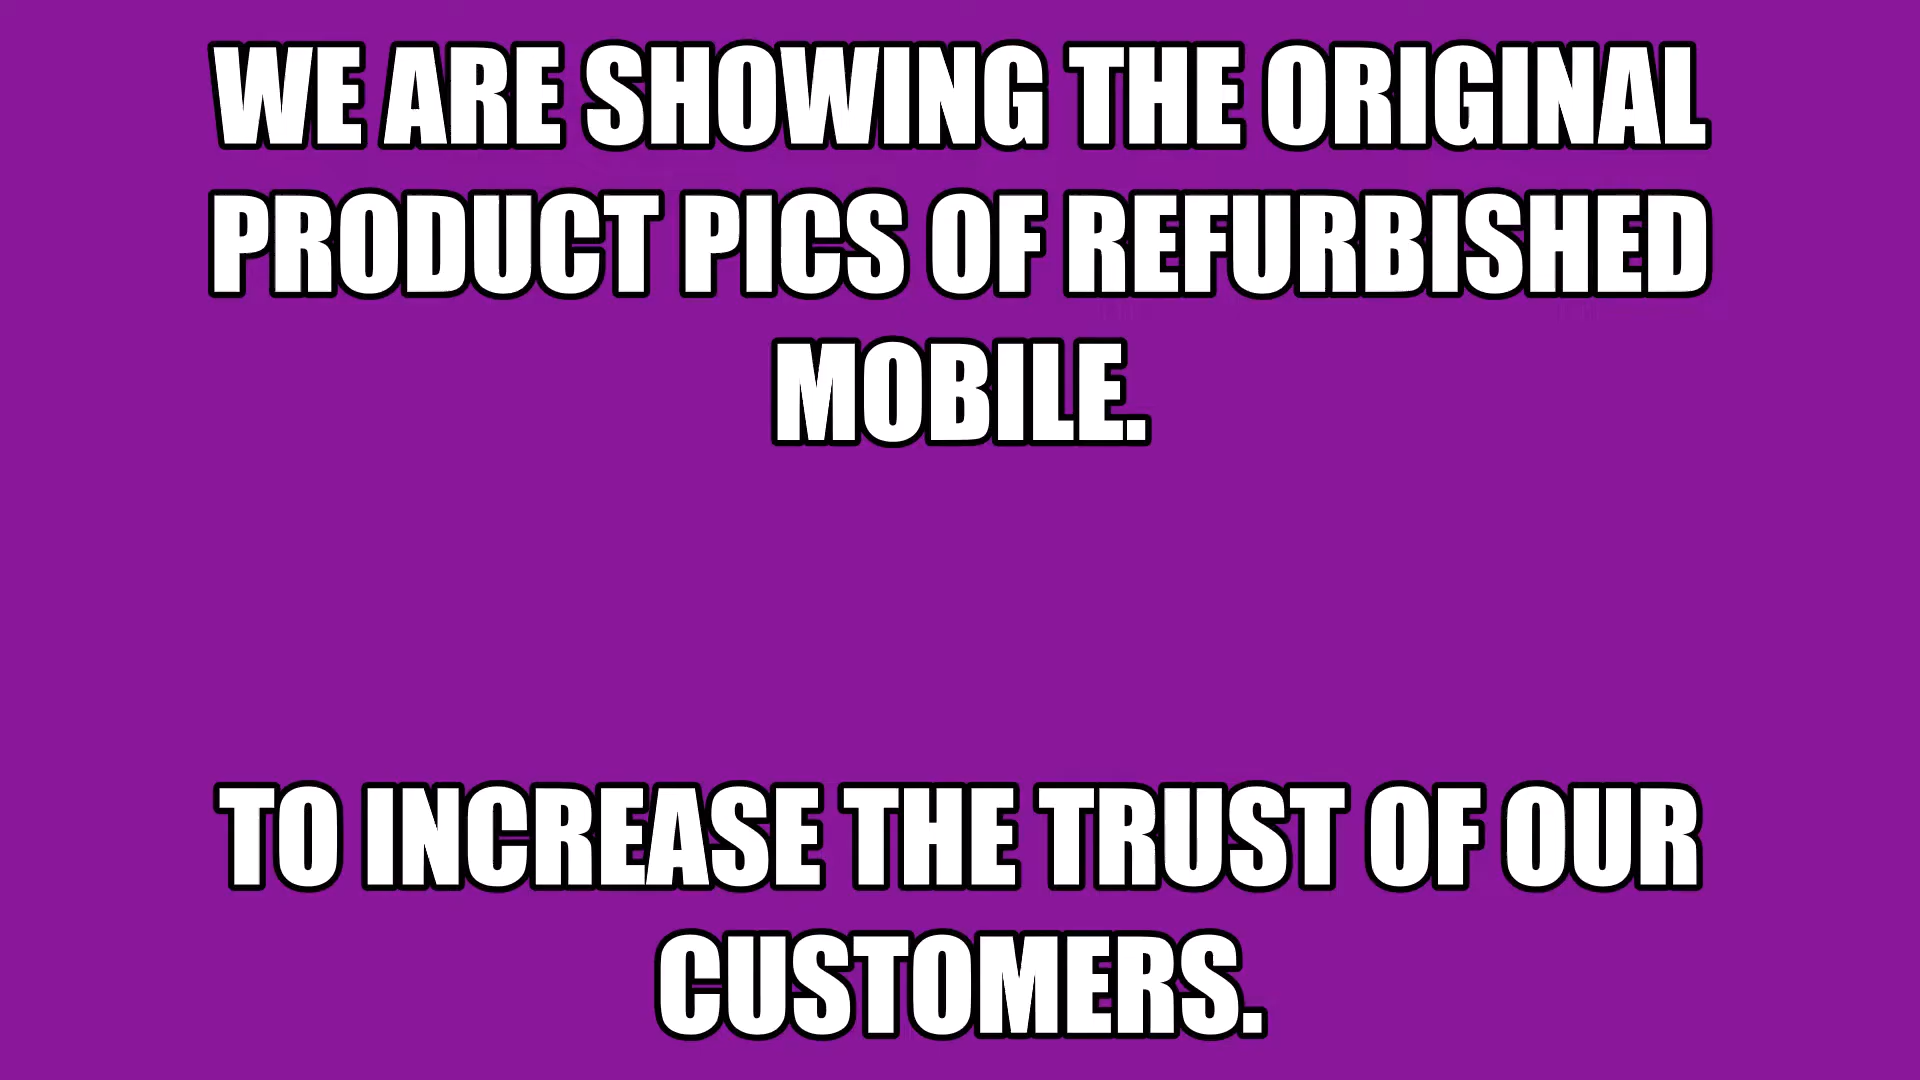 WE ARE SHOWING THE ORIGINAL
PRODUCT PICS OF REFURBISHED
MOBILE.
TO INCREASE THE TRUST OF OUR
CUSTOMERS.